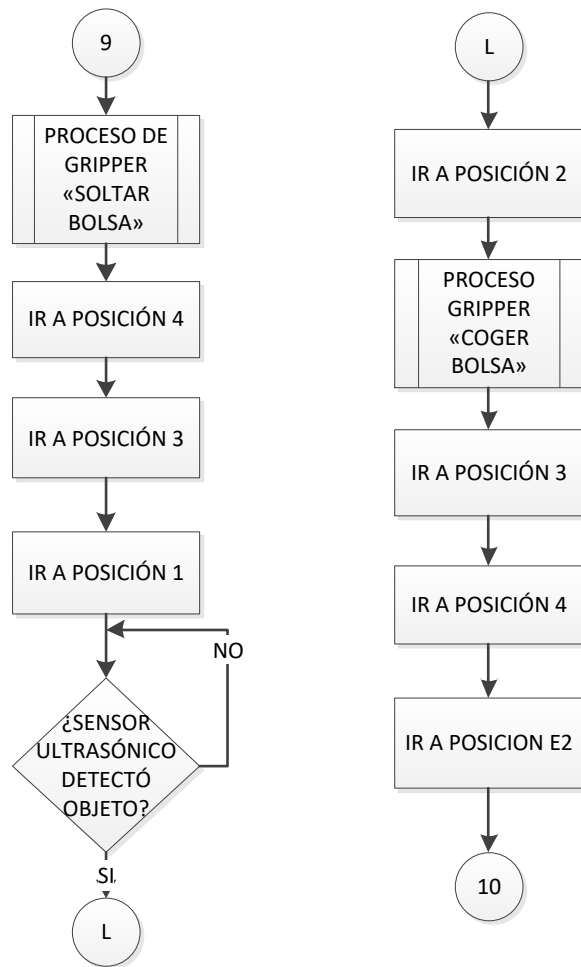 9
PROCESO DE
GRIPPER
«SOLTAR
BOLSA»
IR A POSICIÓN 4
IR A POSICIÓN 3
IR A POSICIÓN 1
NO
¿SENSOR
ULTRASÓNICO
DETECTÓ
OBJETO?
SI
L
L
IR A POSICIÓN 2
PROCESO
GRIPPER
«COGER
BOLSA»
IR A POSICIÓN 3
IR A POSICIÓN 4
IR A POSICION E2
10